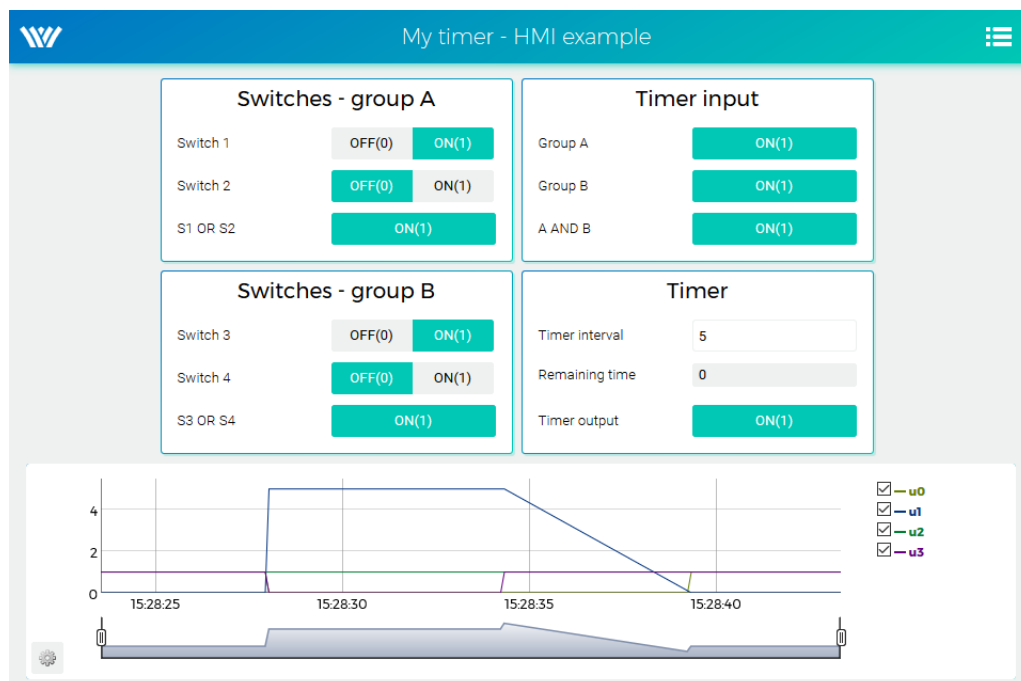 My timer - HMI example
Switches - group A
Switch 1 OFF(0) ON(1)
Switch 2 OFF(0) ON(1)
S1 OR S2 ON(1)
Timer input
Group A ON(1)
Group B ON(1)
A AND B ON(1)
Switches - group B
Switch 3 OFF(0) ON(1)
Switch 4 OFF(0) ON(1)
S3 OR S4 ON(1)
Timer
Timer interval 5
Remaining time 0
Timer output ON(1)
4
2
0
15:28:25 15:28:30 15:28:35 15:28:40
u0
u1
u2
u3